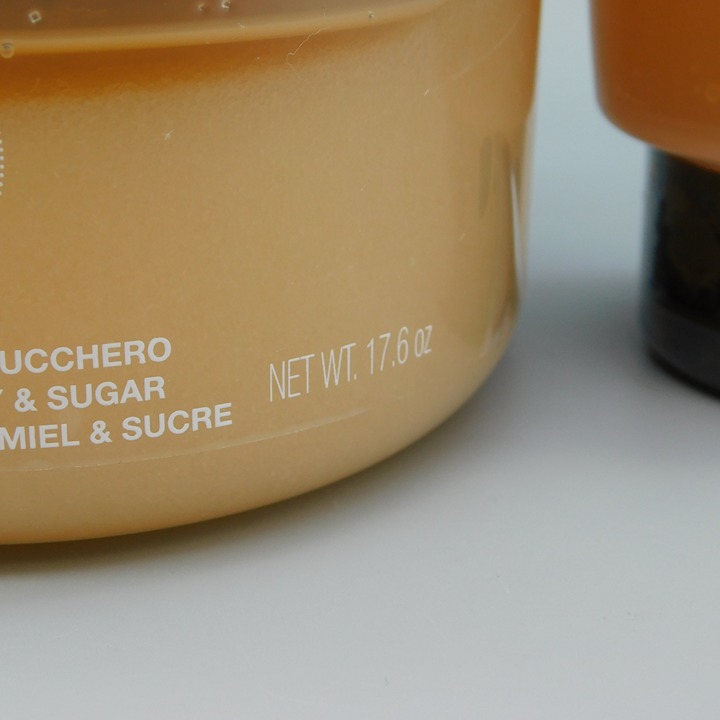 UCCHERO
& SUGAR
MIEL & SUCRE
NET WT. 17.6 oz